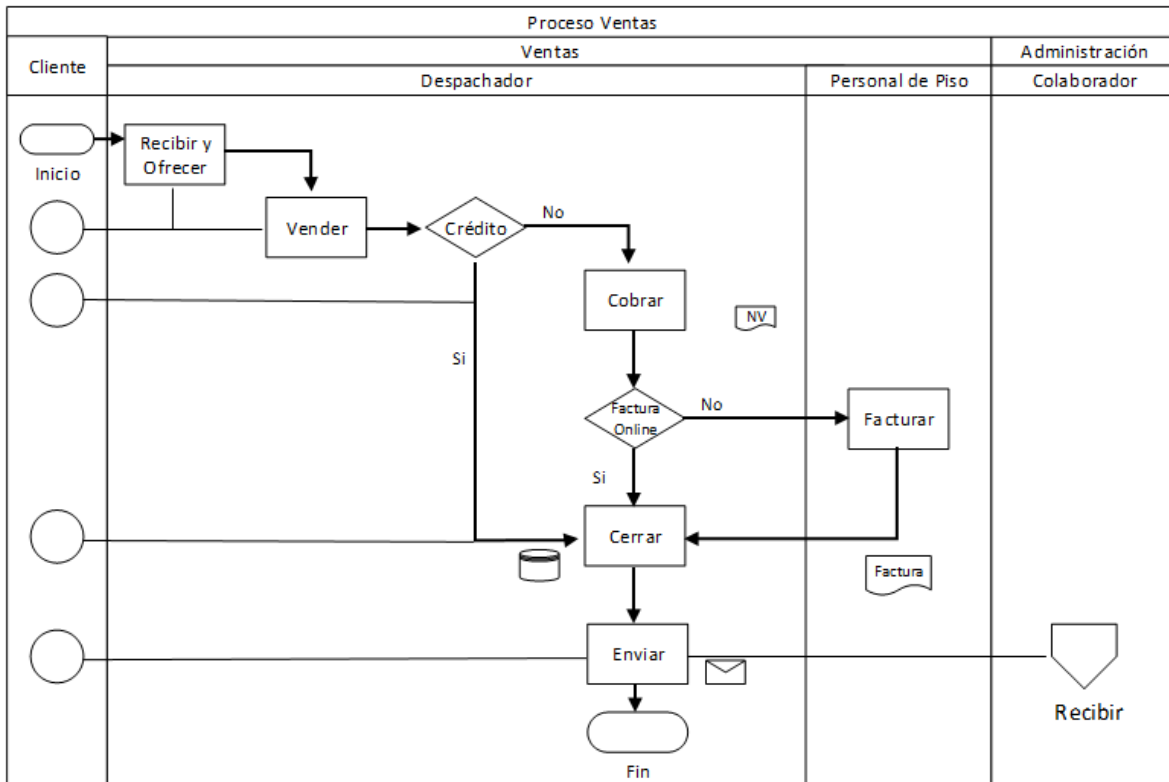 Proceso Ventas
Cliente
Ventas
Administración
Despachador
Personal de Piso
Colaborador
Inicio
Recibir y
Ofrecer
Vender
Crédito
No
Cobrar
NV
Si
Factura
Online
No
Facturar
Si
Cerrar
Factura
Enviar
Recibir
Fin